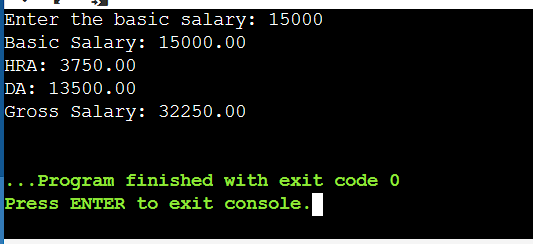 Enter the basic salary: 15000
Basic Salary: 15000.00
HRA: 3750.00
DA: 13500.00
Gross Salary: 32250.00
...Program finished with exit code 0
Press ENTER to exit console.